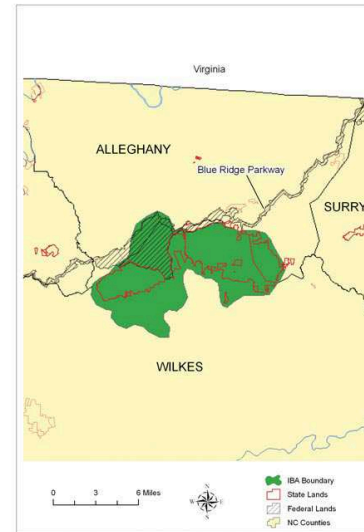 Virginia
ALLEGHANY
Blue Ridge Parkway
SURRY
WILKES
0 3 6 Miles
N
W E
S
IBA Boundary
State Lands
Federal Lands
NC Counties